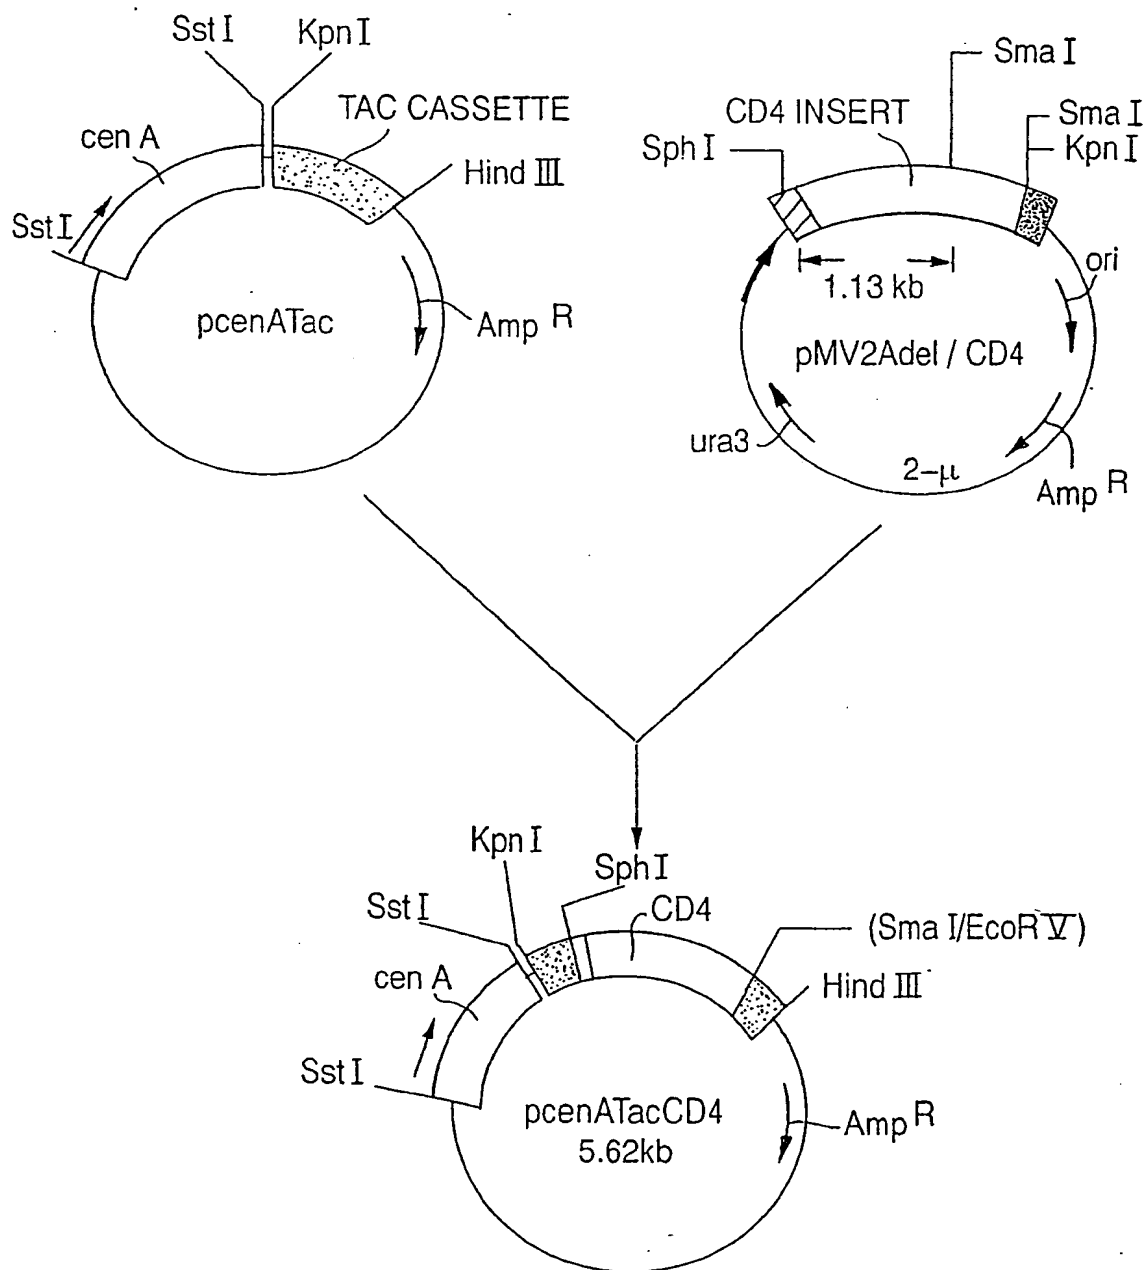 Sst I
Kpn I
TAC CASSETTE
cen A
Hind III
Sst I
pcenATac
Amp R
Sma I
CD4 INSERT
Sma I
Sph I
Kpn I
1.13 kb
ori
pMV2Adel / CD4
ura3
2-μ
Amp R
Kpn I
Sph I
Sst I
CD4
(Sma I/EcoR V)
cen A
Hind III
Sst I
pcenATacCD4
5.62kb
Amp R